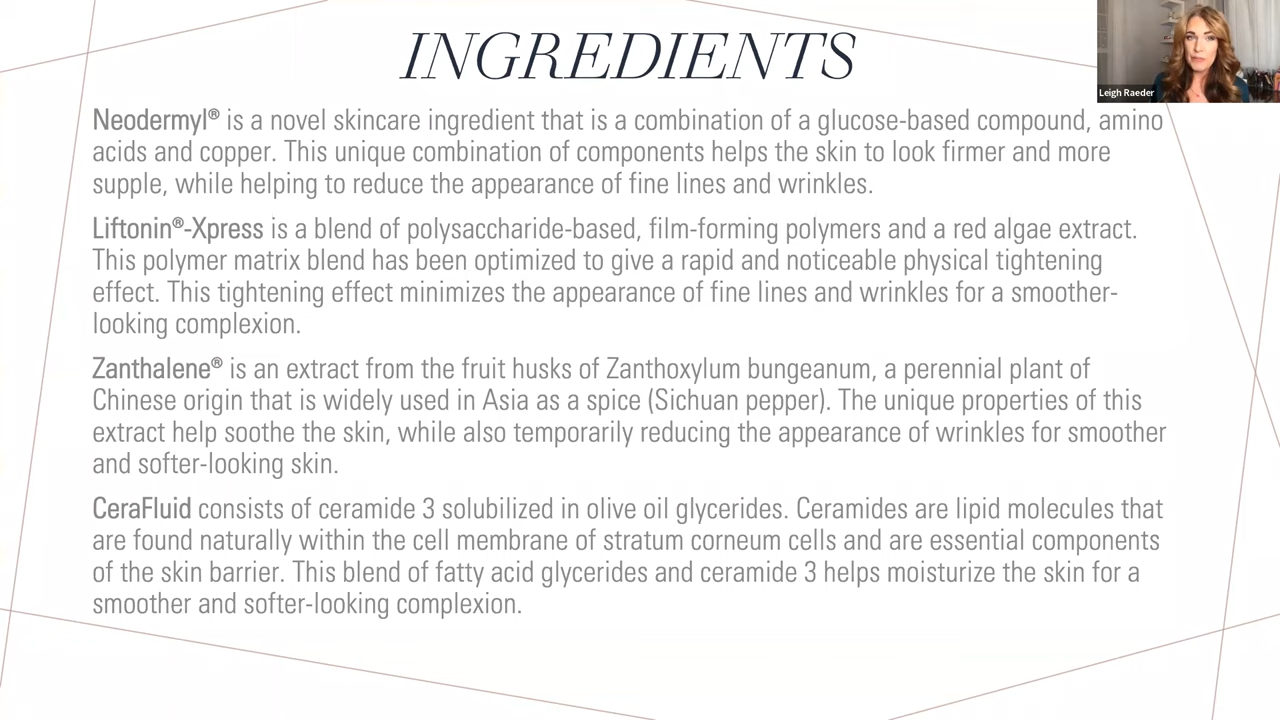 INGREDIENTS
Leigh Raeder
Neodermyl® is a novel skincare ingredient that is a combination of a glucose-based compound, amino
acids and copper. This unique combination of components helps the skin to look firmer and more
supple, while helping to reduce the appearance of fine lines and wrinkles.
Liftonin®-Xpress is a blend of polysaccharide-based, film-forming polymers and a red algae extract.
This polymer matrix blend has been optimized to give a rapid and noticeable physical tightening
effect. This tightening effect minimizes the appearance of fine lines and wrinkles for a smoother-
looking complexion.
Zanthalene® is an extract from the fruit husks of Zanthoxylum bungeanum, a perennial plant of
Chinese origin that is widely used in Asia as a spice (Sichuan pepper). The unique properties of this
extract help soothe the skin, while also temporarily reducing the appearance of wrinkles for smoother
and softer-looking skin.
CeraFluid consists of ceramide 3 solubilized in olive oil glycerides. Ceramides are lipid molecules that
are found naturally within the cell membrane of stratum corneum cells and are essential components
of the skin barrier. This blend of fatty acid glycerides and ceramide 3 helps moisturize the skin for a
smoother and softer-looking complexion.